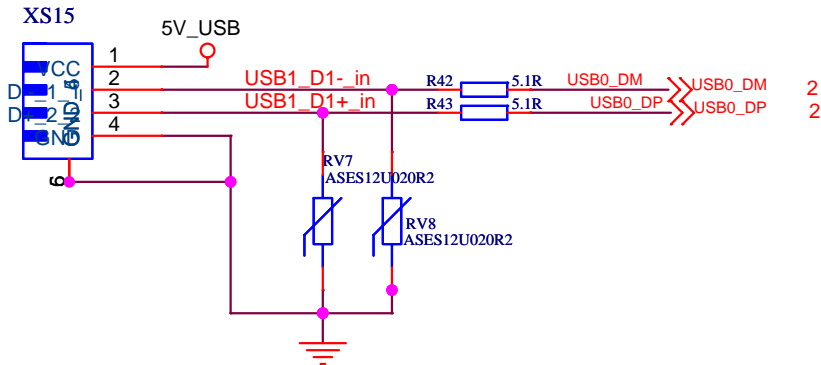 XS15
5V_USB
1
VCC
2
USB1_D1-_in
R42
5.1R
USB0_DM
USB0_DM
2
3
USB1_D1+_in
R43
5.1R
USB0_DP
USB0_DP
2
4
GND
6
RV7
ASES12U020R2
RV8
ASES12U020R2